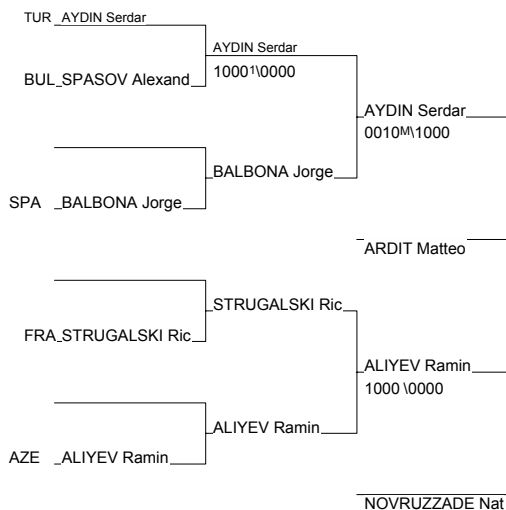 TUR AYDIN Serdar
AYDIN Serdar
BUL SPASOV Alexand
1000¹\0000
AYDIN Serdar
0010ᴹ\1000
BALBONA Jorge
SPA BALBONA Jorge
ARDIT Matteo
STRUGALSKI Ric
FRA STRUGALSKI Ric
ALIYEV Ramin
1000 \0000
ALIYEV Ramin
AZE ALIYEV Ramin
NOVRUZZADE Nat